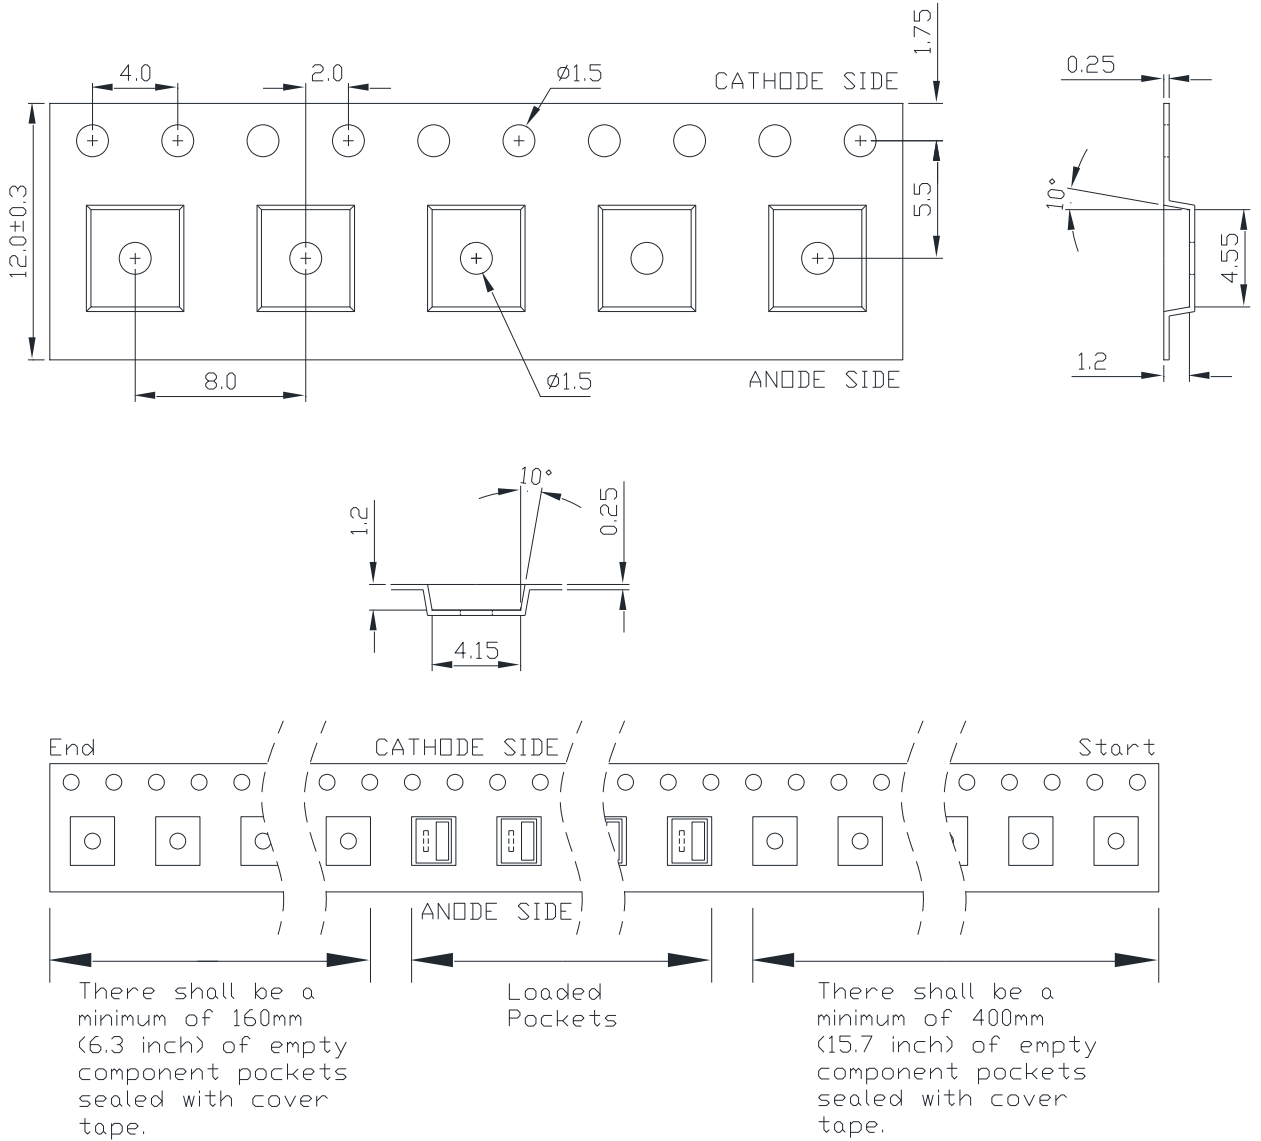 1.75
4.0
2.0
ø1.5
CATHODE SIDE
0.25
12.0±0.3
5.5
10°
4.55
8.0
ø1.5
ANODE SIDE
1.2
10°
1.2
0.25
4.15
End
CATHODE SIDE
Start
ANODE SIDE
There shall be a
minimum of 160mm
(6.3 inch) of empty
component pockets
sealed with cover
tape.
Loaded
Pockets
There shall be a
minimum of 400mm
(15.7 inch) of empty
component pockets
sealed with cover
tape.